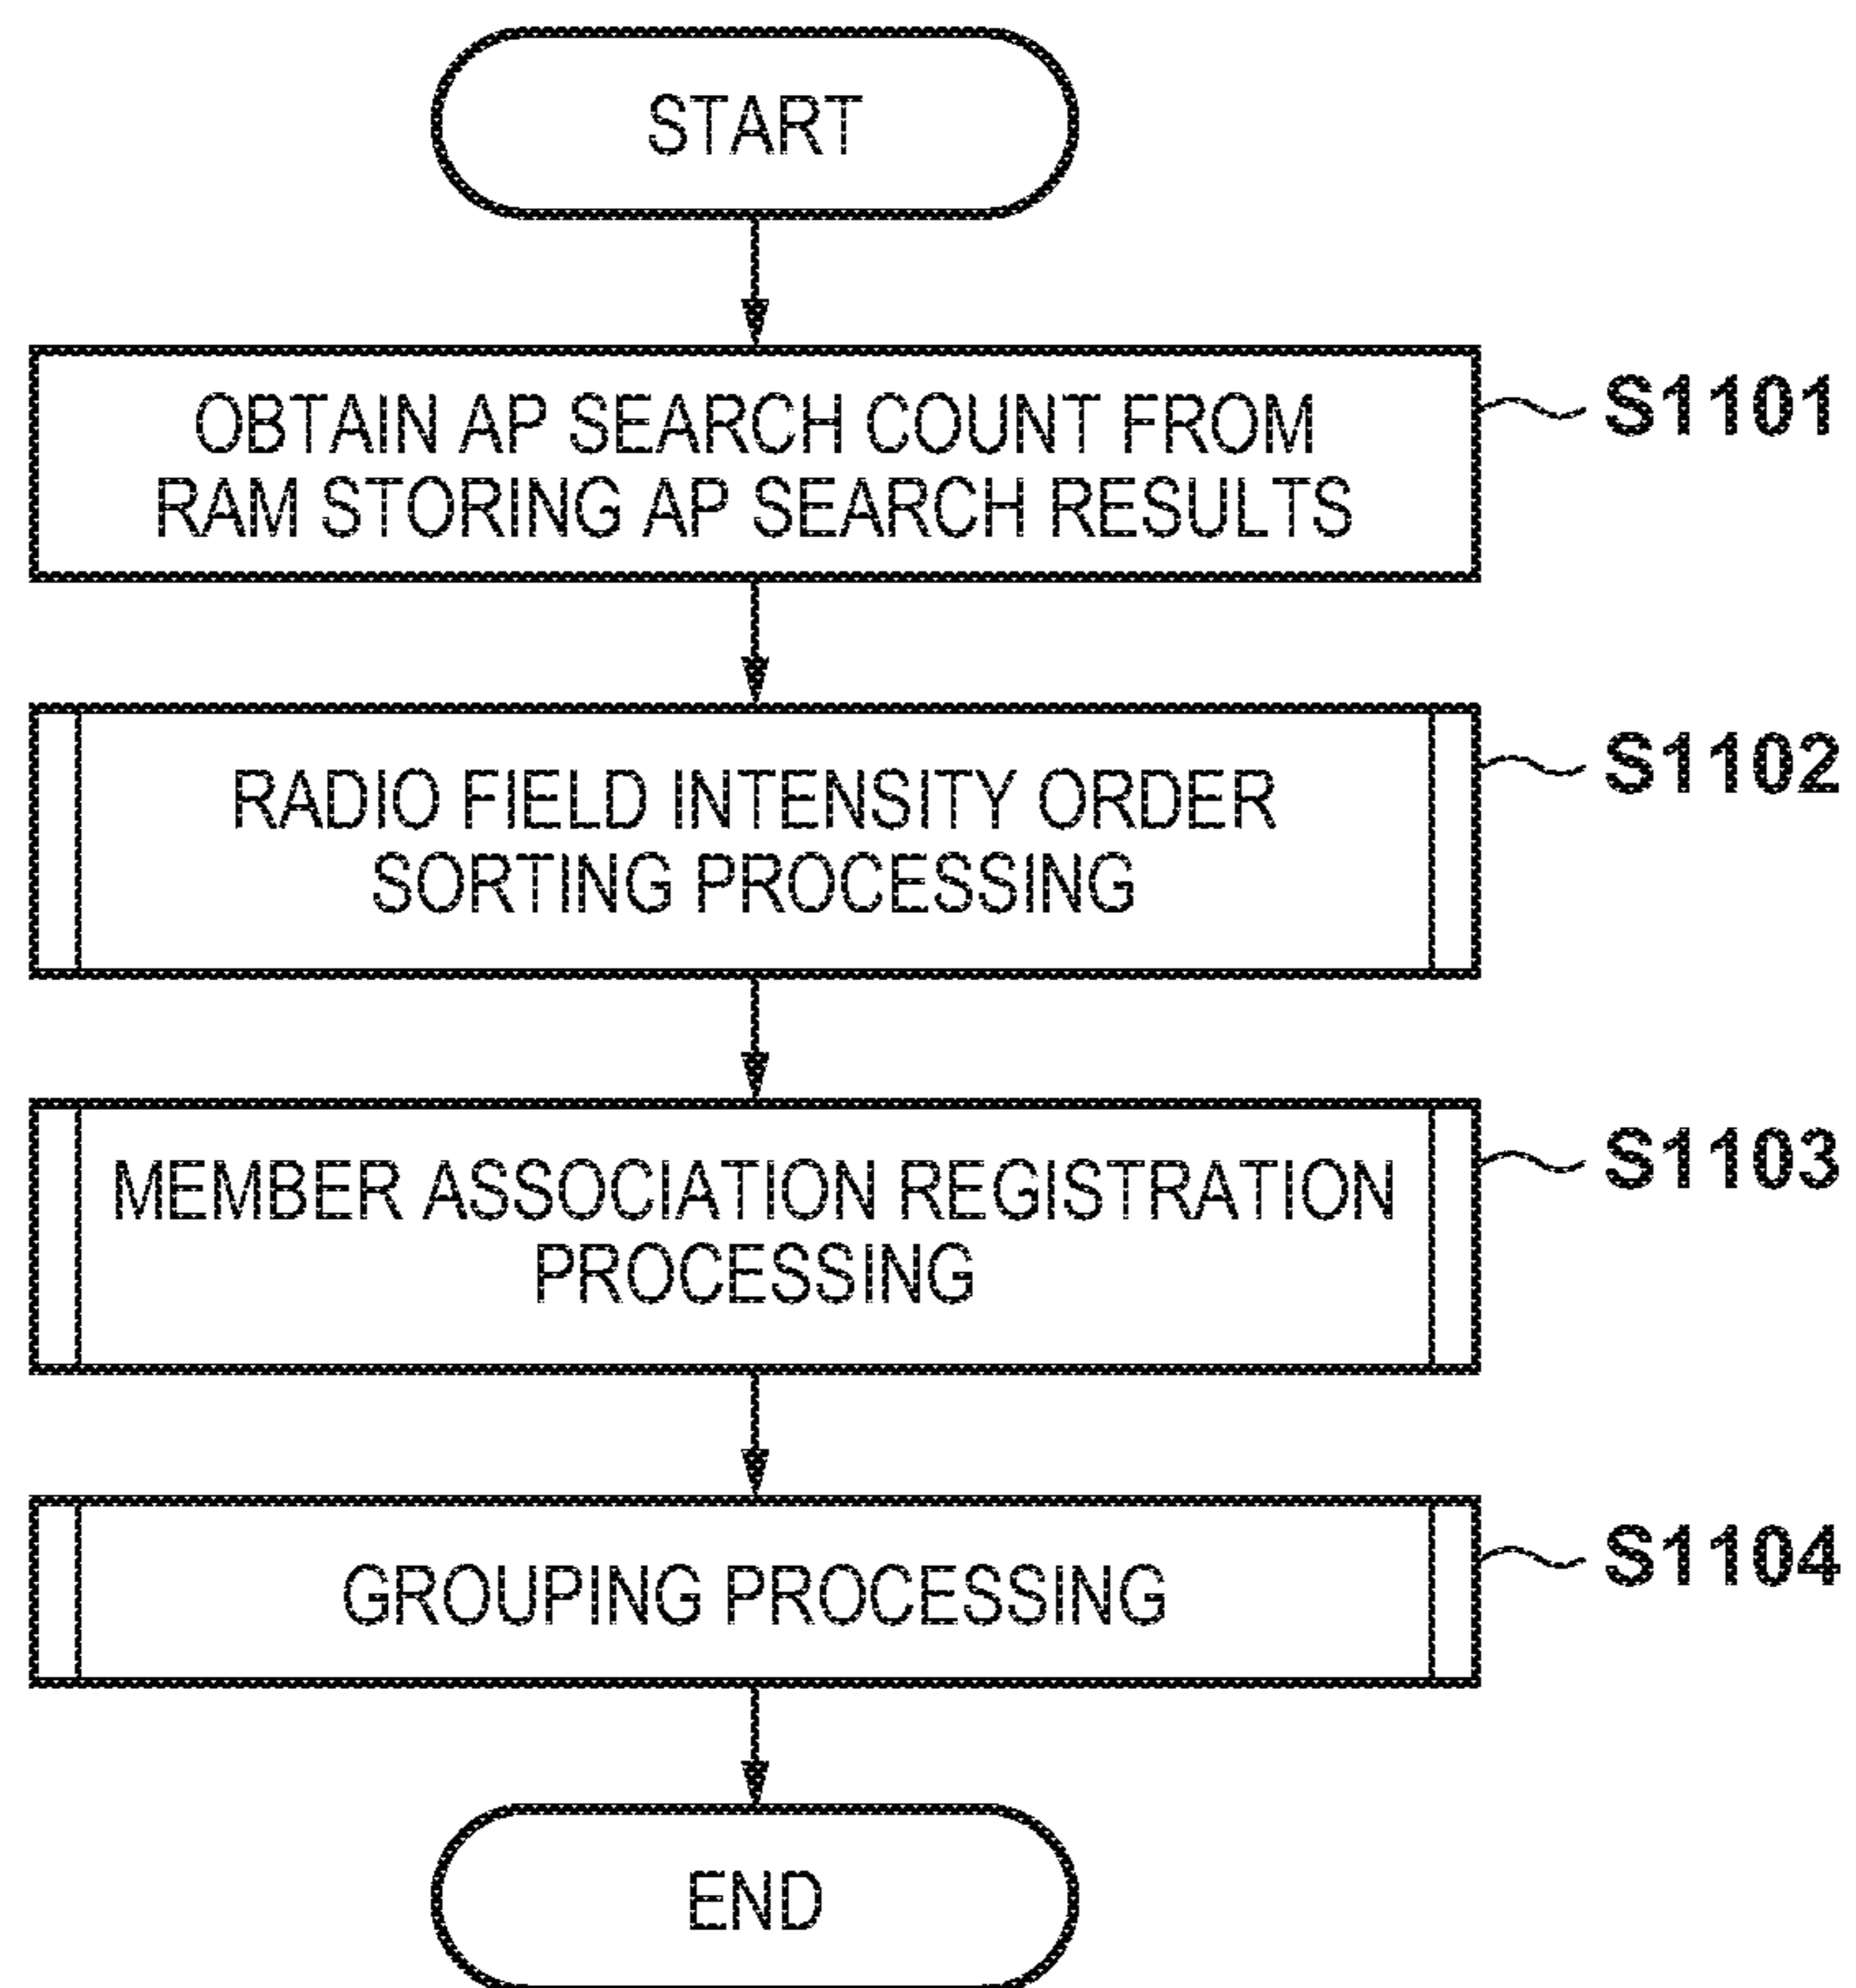 START
OBTAIN AP SEARCH COUNT FROM
RAM STORING AP SEARCH RESULTS
S1101
RADIO FIELD INTENSITY ORDER
SORTING PROCESSING
S1102
MEMBER ASSOCIATION REGISTRATION
PROCESSING
S1103
GROUPING PROCESSING
S1104
END